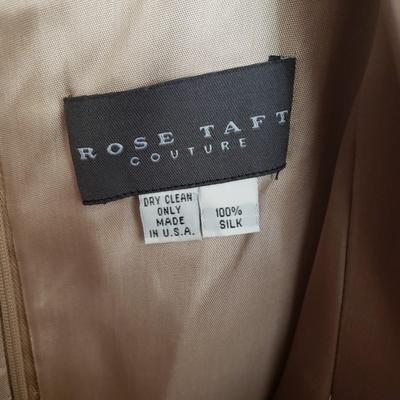 ROSE TAFT
COUTURE
DRY CLEAN
ONLY
MADE
IN U.S.A.
100%
SILK